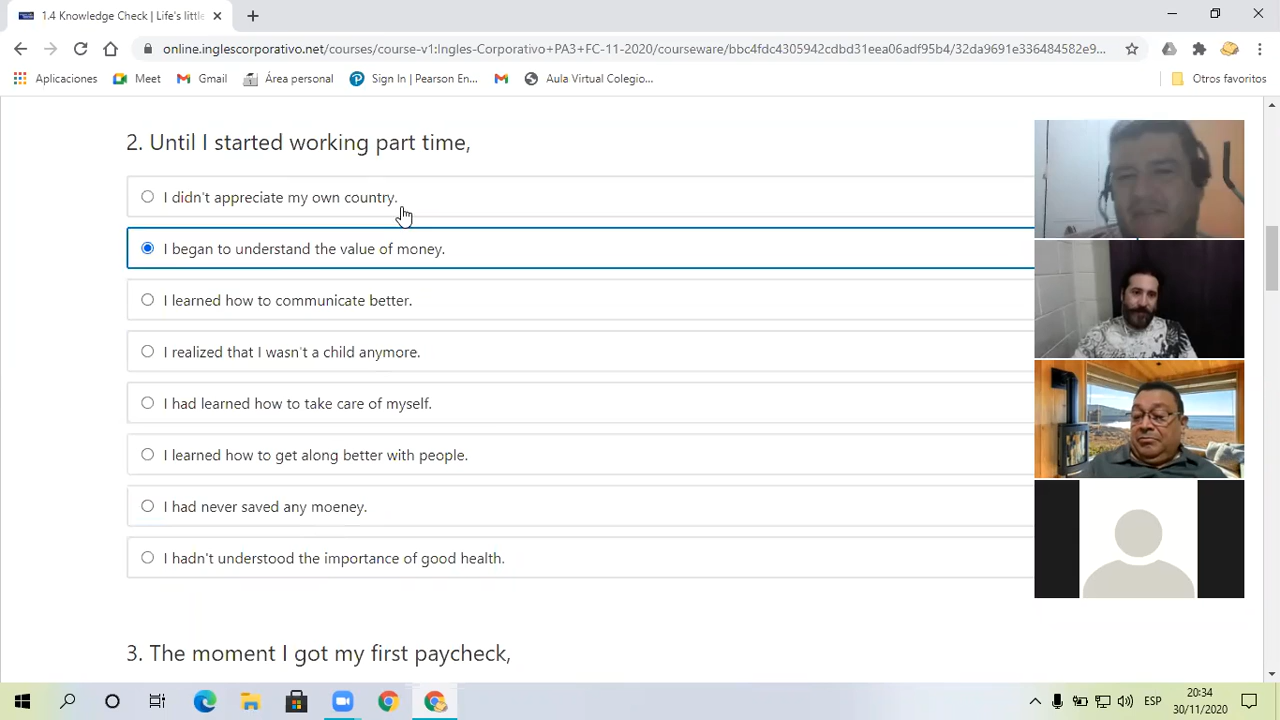 1.4 Knowledge Check | Life's little
online.inglescorporativo.net/courses/course-v1:Ingles-Corporativo+PA3+FC-11-2020/courseware/bbc4fdc4305942cdbd31eea06adf95b4/32da9691e336484582e9...
Aplicaciones Meet Gmail Área personal Sign In | Pearson En... Aula Virtual Colegio... Otros favoritos
2. Until I started working part time,
I didn't appreciate my own country.
I began to understand the value of money.
I learned how to communicate better.
I realized that I wasn't a child anymore.
I had learned how to take care of myself.
I learned how to get along better with people.
I had never saved any moeney.
I hadn't understood the importance of good health.
3. The moment I got my first paycheck,
ESP
20:34
30/11/2020